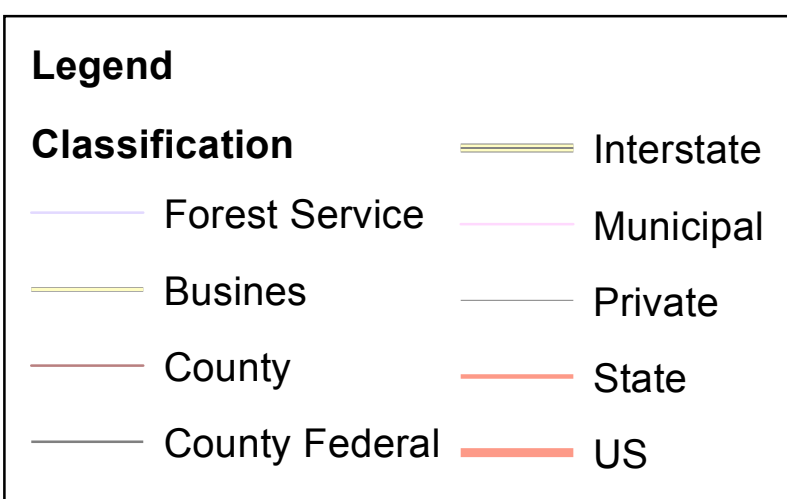 Legend
Classification
Forest Service
Busines
County
County Federal
Interstate
Municipal
Private
State
US